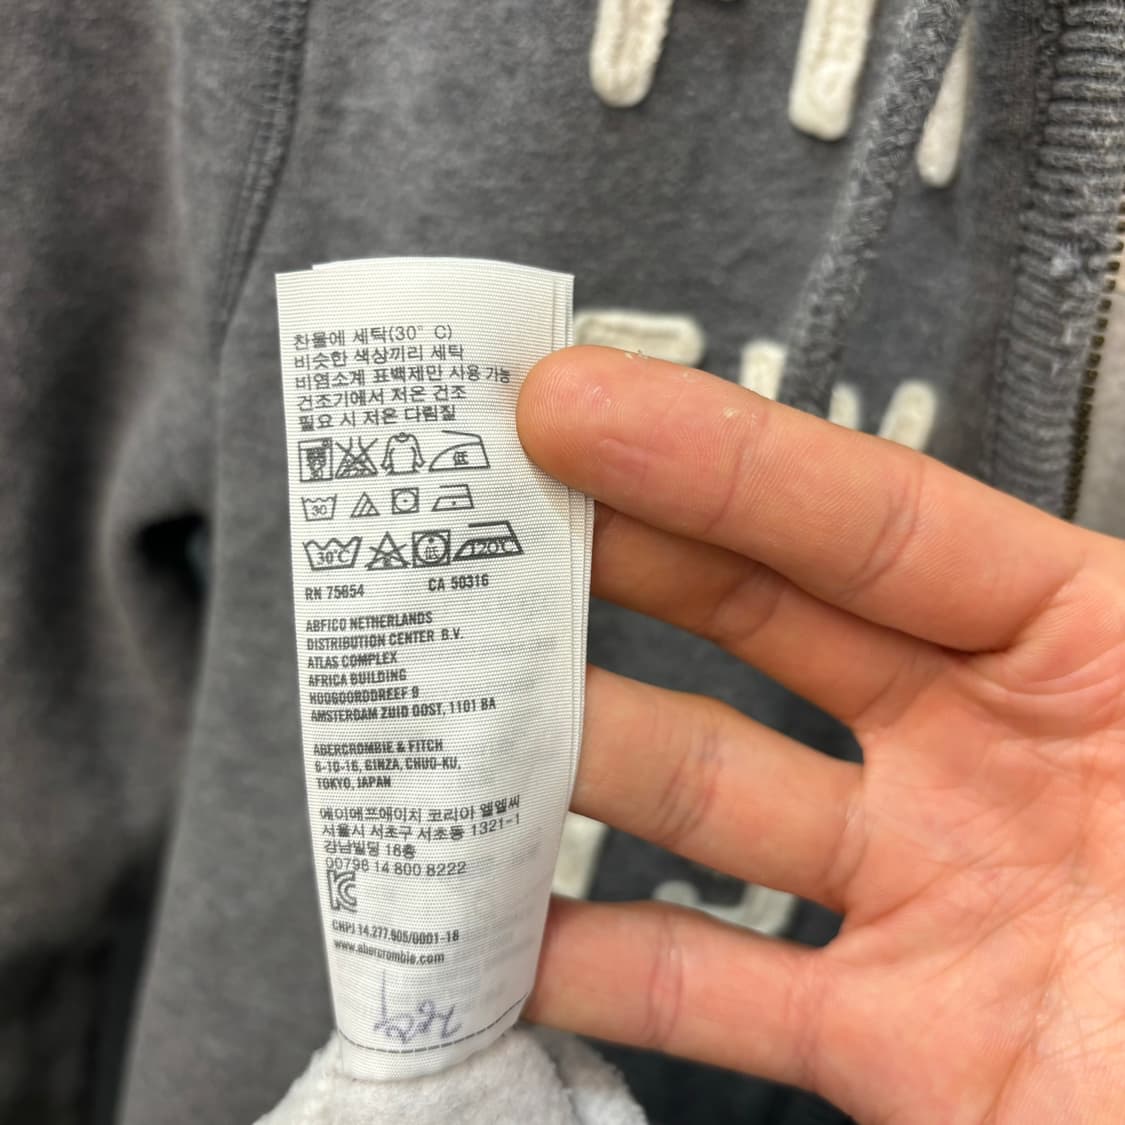 찬물에 세탁(30° C)
비슷한 색상끼리 세탁
비염소계 표백제만 사용 가능
건조기에서 저온 건조
필요 시 저온 다림질
低
30
30°C 低 120°C
RN 75654 CA 50316
ABFICO NETHERLANDS
DISTRIBUTION CENTER B.V.
ATLAS COMPLEX
AFRICA BUILDING
HOOGOORDDREEF 9
AMSTERDAM ZUID OOST, 1101 BA
ABERCROMBIE & FITCH
6-10-16, GINZA, CHUO-KU,
TOKYO, JAPAN
에이에프에이치 코리아 엘엘씨
서울시 서초구 서초동 1321-1
강남빌딩 16층
00798 14 800 8222
CNPJ 14.277.905/0001-18
www.abercrombie.com